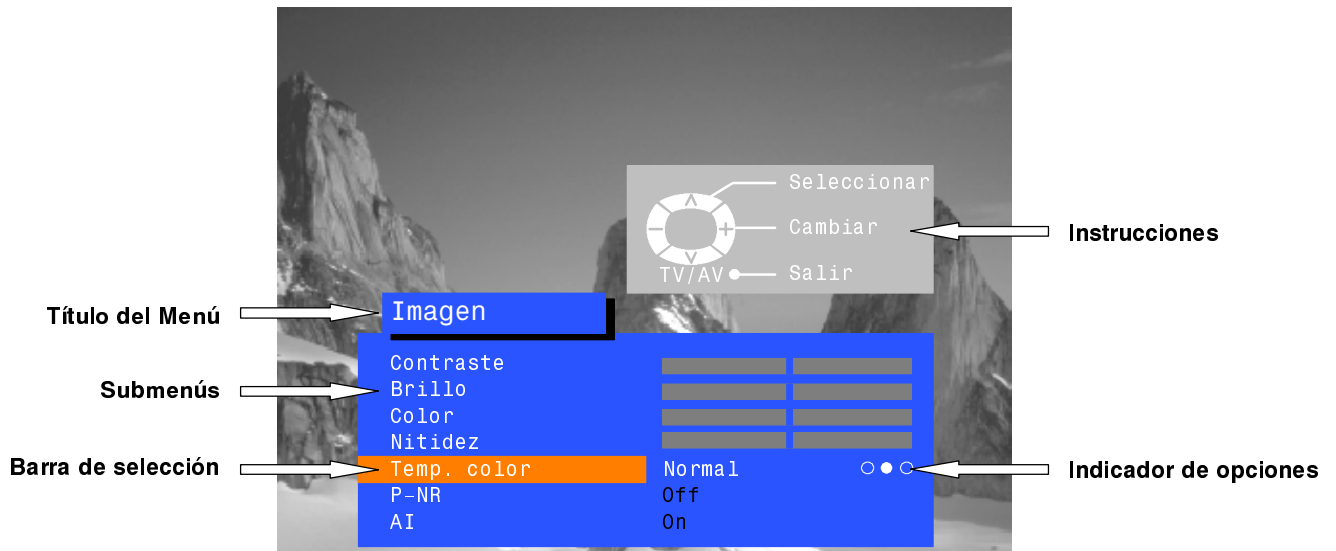 Seleccionar
Cambiar
TV/AV Salir
Instrucciones
Título del Menú
Imagen
Submenús
Contraste
Brillo
Color
Nitidez
Barra de selección
Temp. color Normal
Indicador de opciones
P-NR Off
AI On